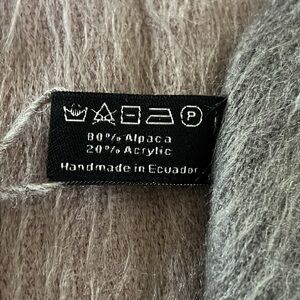 P
80% Alpaca
20% Acrylic
Handmade in Ecuador